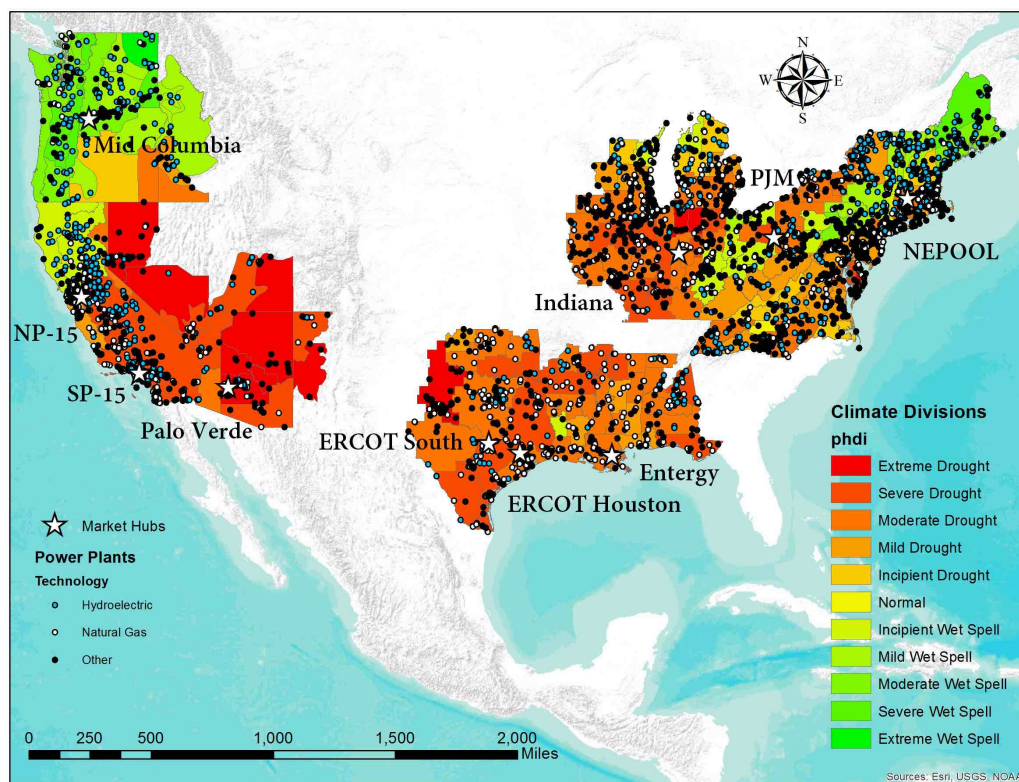 N
W E
S
Mid Columbia
PJM
NEPOOL
Indiana
NP-15
SP-15
Palo Verde
ERCOT South
Entergy
ERCOT Houston
Market Hubs
Power Plants
Technology
Hydroelectric
Natural Gas
Other
Climate Divisions
phdi
Extreme Drought
Severe Drought
Moderate Drought
Mild Drought
Incipient Drought
Normal
Incipient Wet Spell
Mild Wet Spell
Moderate Wet Spell
Severe Wet Spell
Extreme Wet Spell
0 250 500 1,000 1,500 2,000
Miles
Sources: Esri, USGS, NOAA